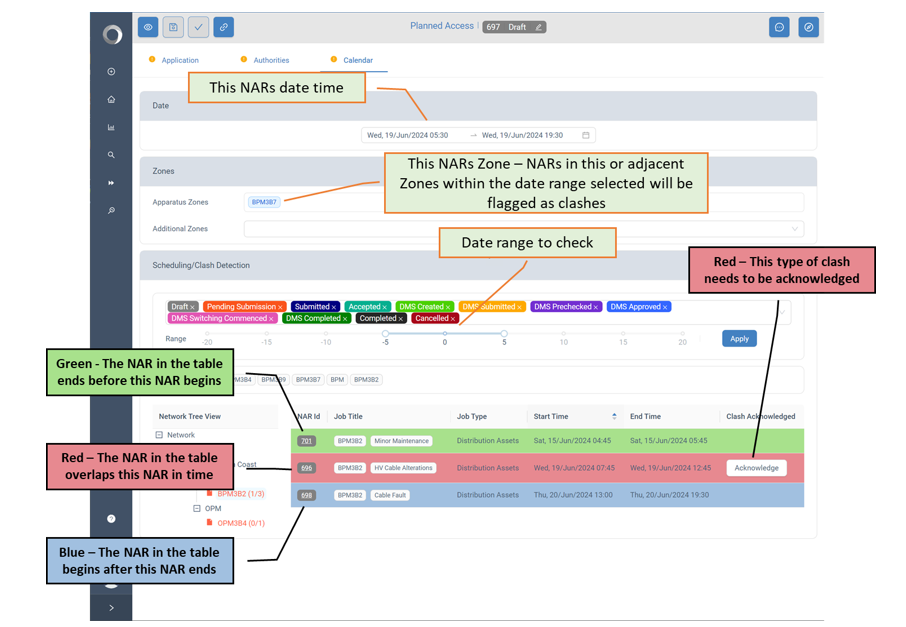 Planned Access | 697 Draft
Application
Authorities
Calendar
This NARs date time
Date
Wed, 19/Jun/2024 05:30 → Wed, 19/Jun/2024 19:30
This NARs Zone – NARs in this or adjacent
Zones within the date range selected will be
flagged as clashes
Zones
Apparatus Zones
BPM3B7
Additional Zones
Date range to check
Scheduling/Clash Detection
Red – This type of clash
needs to be acknowledged
Draft × Pending Submission × Submitted × Accepted × DMS Created × DMS Submitted × DMS Prechecked × DMS Approved ×
DMS Switching Commenced × DMS Completed × Completed × Cancelled ×
Range
-20 -15 -10 -5 0 5 10 15 20
Apply
Green - The NAR in the table
ends before this NAR begins
BPM3B9 BPM3B7 BPM BPM3B2
Network Tree View
NAR Id Job Title Job Type Start Time End Time Clash Acknowledged
Network
701 BPM3B2 Minor Maintenance Distribution Assets Sat, 15/Jun/2024 04:45 Sat, 15/Jun/2024 05:45
Red – The NAR in the table
overlaps this NAR in time
Coast
696 BPM3B2 HV Cable Alterations Distribution Assets Wed, 19/Jun/2024 07:45 Wed, 19/Jun/2024 12:45 Acknowledge
BPM3B2 (1/3)
698 BPM3B2 Cable Fault Distribution Assets Thu, 20/Jun/2024 13:00 Thu, 20/Jun/2024 19:30
OPM
OPM3B4 (0/1)
Blue – The NAR in the table
begins after this NAR ends